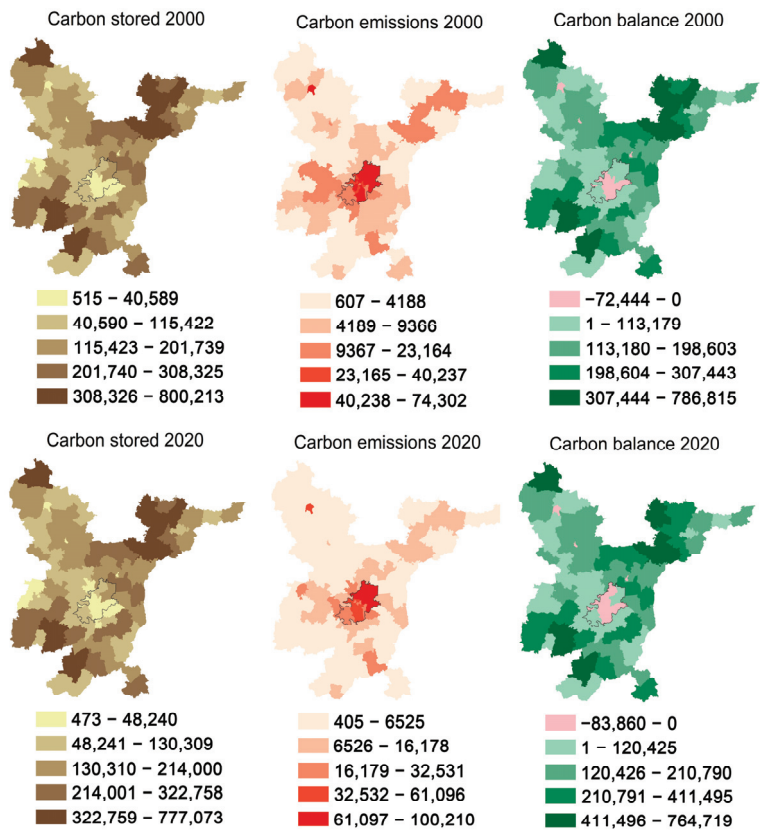 Carbon stored 2000
Carbon emissions 2000
Carbon balance 2000
515 – 40,589
40,590 – 115,422
115,423 – 201,739
201,740 – 308,325
308,326 – 800,213
607 – 4188
4189 – 9366
9367 – 23,164
23,165 – 40,237
40,238 – 74,302
−72,444 – 0
1 – 113,179
113,180 – 198,603
198,604 – 307,443
307,444 – 786,815
Carbon stored 2020
Carbon emissions 2020
Carbon balance 2020
473 – 48,240
48,241 – 130,309
130,310 – 214,000
214,001 – 322,758
322,759 – 777,073
405 – 6525
6526 – 16,178
16,179 – 32,531
32,532 – 61,096
61,097 – 100,210
−83,860 – 0
1 – 120,425
120,426 – 210,790
210,791 – 411,495
411,496 – 764,719